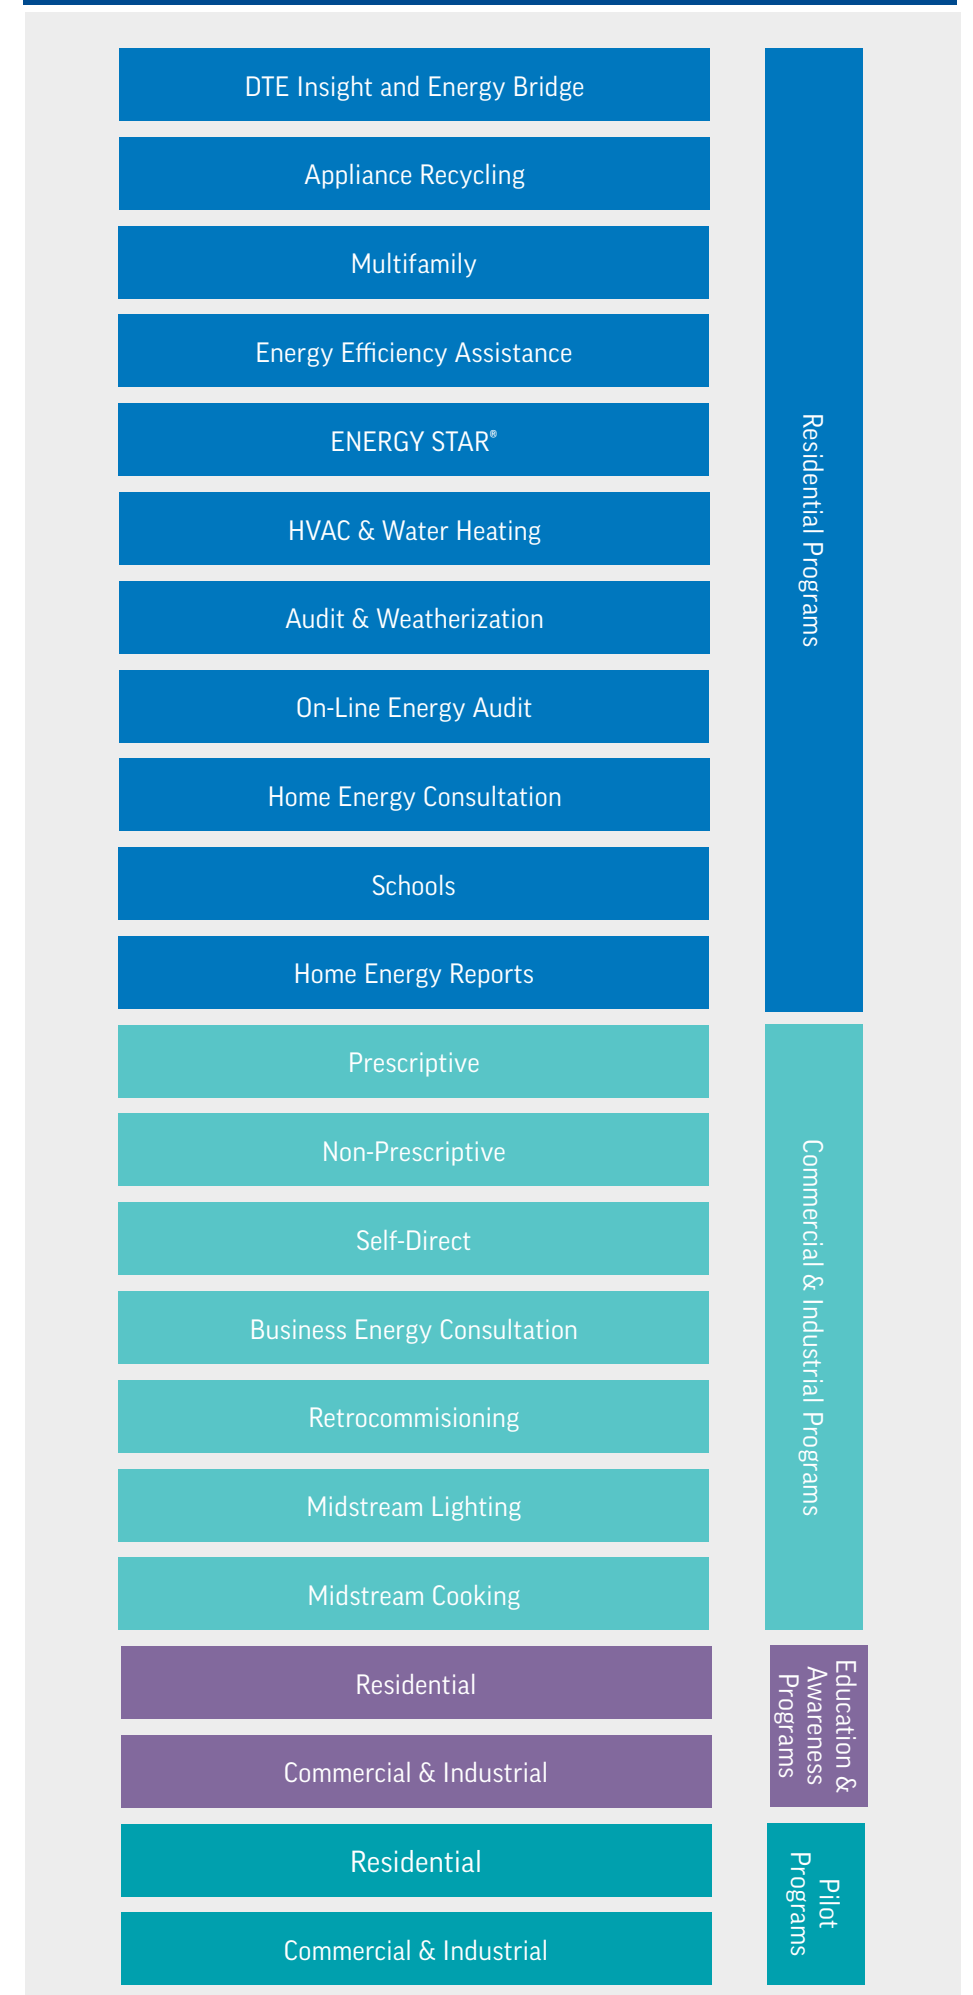 DTE Insight and Energy Bridge
Appliance Recycling
Multifamily
Energy Efficiency Assistance
ENERGY STAR®
HVAC & Water Heating
Audit & Weatherization
On-Line Energy Audit
Home Energy Consultation
Schools
Home Energy Reports
Residential Programs
Prescriptive
Non-Prescriptive
Self-Direct
Business Energy Consultation
Retrocommisioning
Midstream Lighting
Midstream Cooking
Commercial & Industrial Programs
Residential
Commercial & Industrial
Education &
Awareness
Programs
Residential
Commercial & Industrial
Pilot
Programs